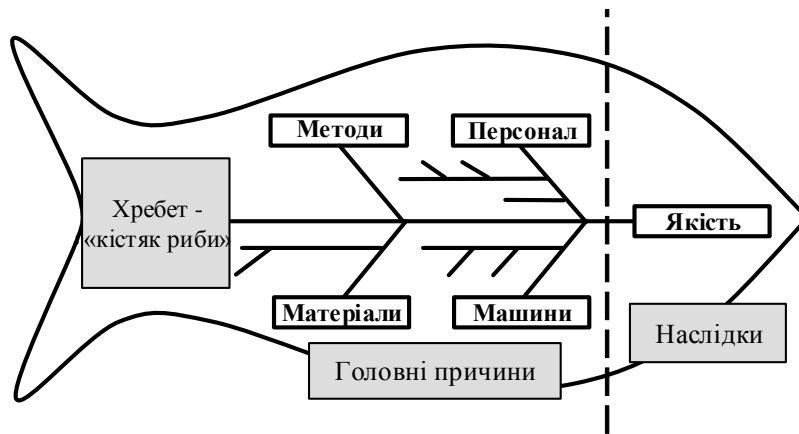 Методи
Персонал
Хребет -
«кістяк риби»
Якість
Матеріали
Машини
Наслідки
Головні причини